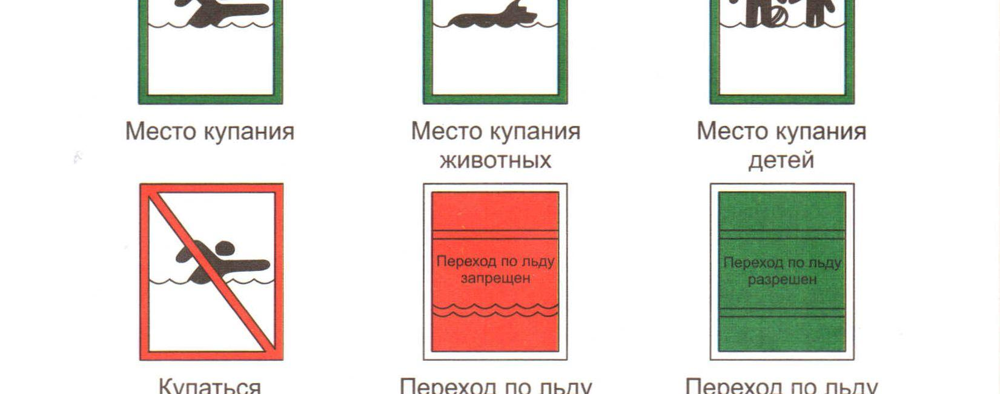 Место купания
Место купания
животных
Место купания
детей
Переход по льду
запрещен
Переход по льду
разрешен
Купаться
Переход по льду
Переход по льду